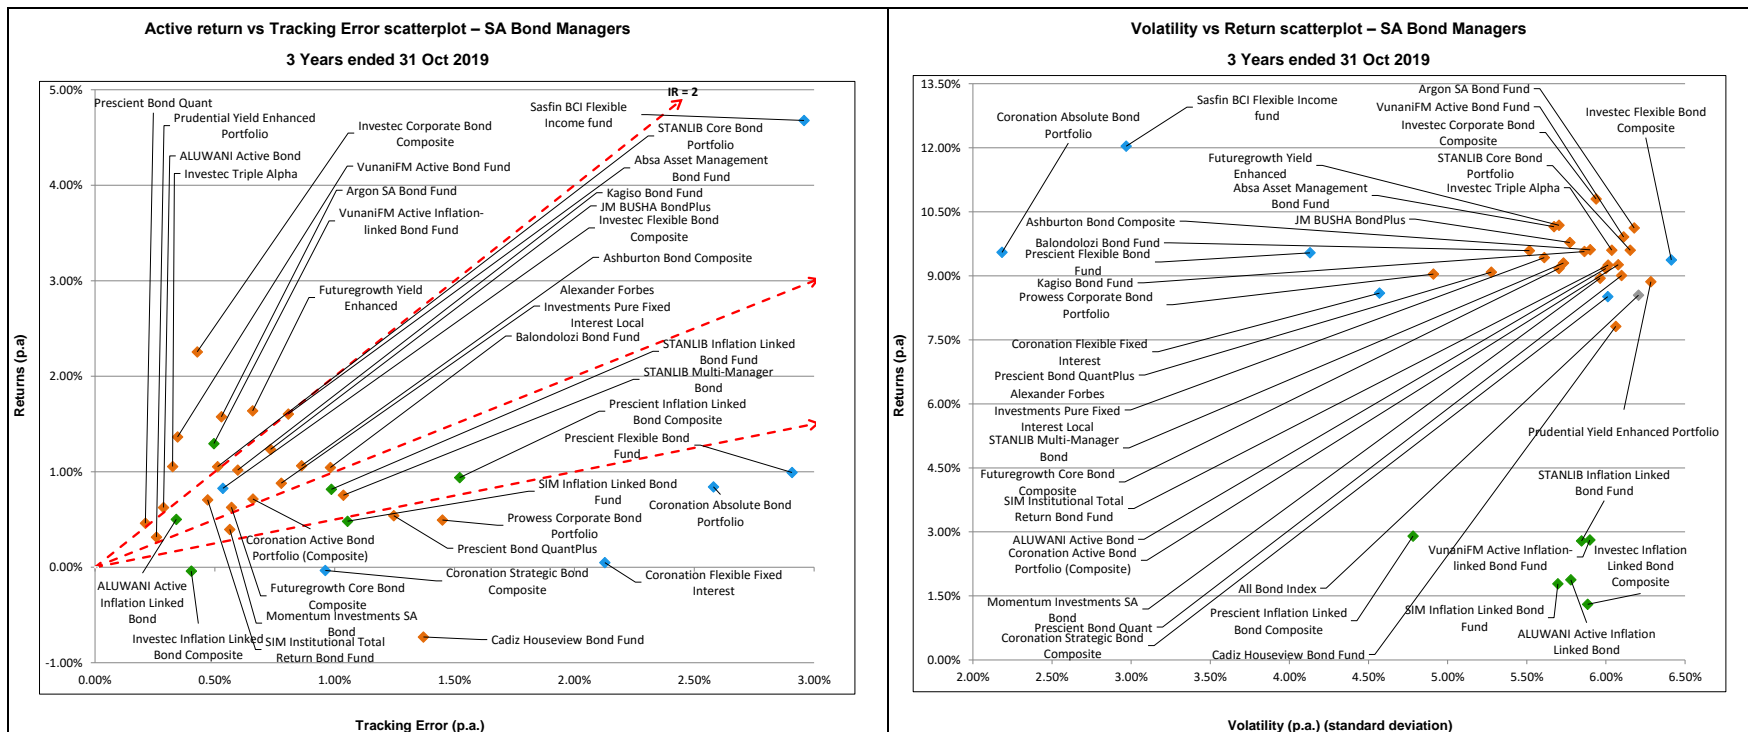 Active return vs Tracking Error scatterplot – SA Bond Managers
3 Years ended 31 Oct 2019
5.00%
4.00%
3.00%
2.00%
1.00%
0.00%
-1.00%
0.00%
0.50%
1.00%
1.50%
2.00%
2.50%
3.00%
Returns (p.a)
Tracking Error (p.a.)
IR = 2
Prescient Bond Quant
Prudential Yield Enhanced
Portfolio
ALUWANI Active Bond
Investec Triple Alpha
Investec Corporate Bond
Composite
VunaniFM Active Bond Fund
Argon SA Bond Fund
VunaniFM Active Inflation-
linked Bond Fund
Futuregrowth Yield
Enhanced
Sasfin BCI Flexible
Income fund
STANLIB Core Bond
Portfolio
Absa Asset Management
Bond Fund
Kagiso Bond Fund
JM BUSHA BondPlus
Investec Flexible Bond
Composite
Ashburton Bond Composite
Alexander Forbes
Investments Pure Fixed
Interest Local
Balondolozi Bond Fund
STANLIB Inflation Linked
Bond Fund
STANLIB Multi-Manager
Bond
Prescient Inflation Linked
Bond Composite
Prescient Flexible Bond
Fund
SIM Inflation Linked Bond
Fund
Coronation Absolute Bond
Portfolio
Prowess Corporate Bond
Portfolio
Prescient Bond QuantPlus
Coronation Active Bond
Portfolio (Composite)
Coronation Strategic Bond
Composite
Coronation Flexible Fixed
Interest
ALUWANI Active
Inflation Linked
Bond
Futuregrowth Core Bond
Composite
Momentum Investments SA
Bond
Investec Inflation Linked
Bond Composite
SIM Institutional Total
Return Bond Fund
Cadiz Houseview Bond Fund
Volatility vs Return scatterplot – SA Bond Managers
3 Years ended 31 Oct 2019
13.50%
12.00%
10.50%
9.00%
7.50%
6.00%
4.50%
3.00%
1.50%
0.00%
2.00%
2.50%
3.00%
3.50%
4.00%
4.50%
5.00%
5.50%
6.00%
6.50%
Returns (p.a)
Volatility (p.a.) (standard deviation)
Coronation Absolute Bond
Portfolio
Sasfin BCI Flexible Income
fund
Argon SA Bond Fund
VunaniFM Active Bond Fund
Investec Corporate Bond
Composite
Investec Flexible Bond
Composite
Futuregrowth Yield
Enhanced
STANLIB Core Bond
Portfolio
Absa Asset Management
Bond Fund
Investec Triple Alpha
JM BUSHA BondPlus
Ashburton Bond Composite
Balondolozi Bond Fund
Prescient Flexible Bond
Fund
Kagiso Bond Fund
Prowess Corporate Bond
Portfolio
Coronation Flexible Fixed
Interest
Prescient Bond QuantPlus
Alexander Forbes
Investments Pure Fixed
Interest Local
STANLIB Multi-Manager
Bond
Futuregrowth Core Bond
Composite
SIM Institutional Total
Return Bond Fund
ALUWANI Active Bond
Coronation Active Bond
Portfolio (Composite)
Momentum Investments SA
Bond
Prescient Bond Quant
Coronation Strategic Bond
Composite
All Bond Index
Prescient Inflation Linked
Bond Composite
Cadiz Houseview Bond Fund
Prudential Yield Enhanced Portfolio
STANLIB Inflation Linked
Bond Fund
VunaniFM Active Inflation-
linked Bond Fund
Investec Inflation
Linked Bond
Composite
SIM Inflation Linked Bond
Fund
ALUWANI Active Inflation
Linked Bond